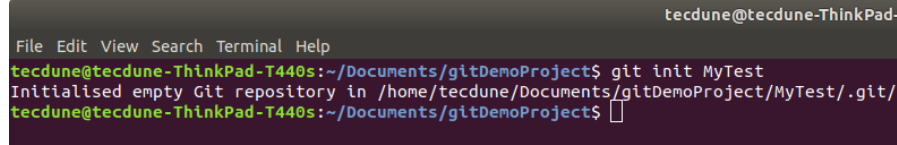 tecdune@tecdune-ThinkPad-
File Edit View Search Terminal Help
tecdune@tecdune-ThinkPad-T440s:~/Documents/gitDemoProject$ git init MyTest
Initialised empty Git repository in /home/tecdune/Documents/gitDemoProject/MyTest/.git/
tecdune@tecdune-ThinkPad-T440s:~/Documents/gitDemoProject$